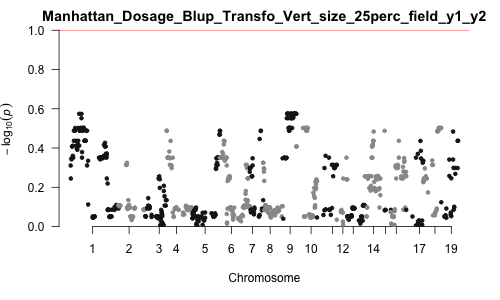 Manhattan_Dosage_Blup_Transfo_Vert_size_25perc_field_y1_y2
− log10(p)
1.0
0.8
0.6
0.4
0.2
0.0
1 2 3 4 5 6 7 8 9 10 12 14 17 19
Chromosome